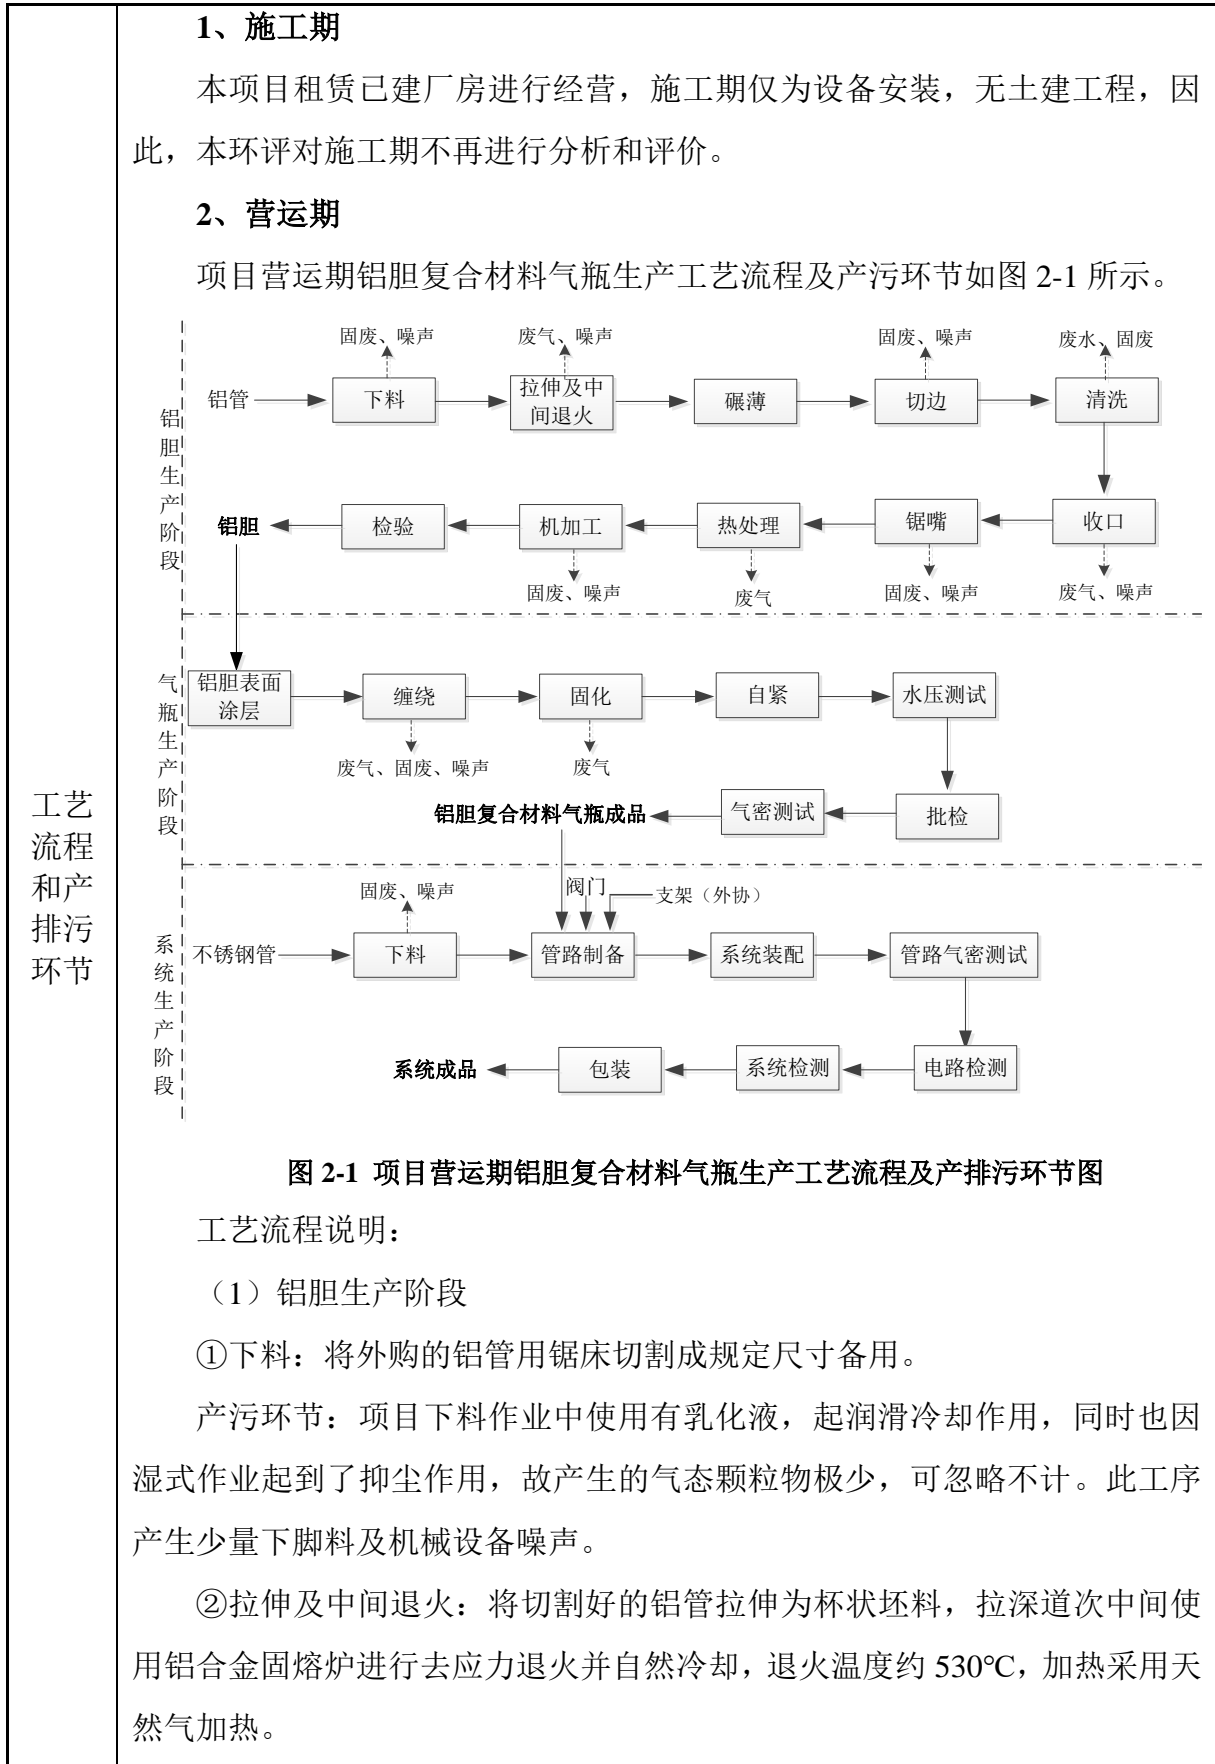 1、施工期
本项目租赁已建厂房进行经营，施工期仅为设备安装，无土建工程，因
此，本环评对施工期不再进行分析和评价。
2、营运期
项目营运期铝胆复合材料气瓶生产工艺流程及产污环节如图 2-1 所示。
固废、噪声
废气、噪声
固废、噪声
废水、固废
铝管
下料
拉伸及中
间退火
碾薄
切边
清洗
铝胆生产阶段
铝胆
检验
机加工
热处理
锯嘴
收口
固废、噪声
废气
固废、噪声
废气、噪声
气瓶生产阶段
铝胆表面
涂层
缠绕
固化
自紧
水压测试
废气、固废、噪声
废气
铝胆复合材料气瓶成品
气密测试
批检
工艺
流程
和产
排污
环节
系统生产阶段
固废、噪声
阀门
支架（外协）
不锈钢管
下料
管路制备
系统装配
管路气密测试
系统成品
包装
系统检测
电路检测
图 2-1 项目营运期铝胆复合材料气瓶生产工艺流程及产排污环节图
工艺流程说明：
（1）铝胆生产阶段
①下料：将外购的铝管用锯床切割成规定尺寸备用。
产污环节：项目下料作业中使用有乳化液，起润滑冷却作用，同时也因
湿式作业起到了抑尘作用，故产生的气态颗粒物极少，可忽略不计。此工序
产生少量下脚料及机械设备噪声。
②拉伸及中间退火：将切割好的铝管拉伸为杯状坯料，拉深道次中间使
用铝合金固熔炉进行去应力退火并自然冷却，退火温度约 530℃，加热采用天
然气加热。